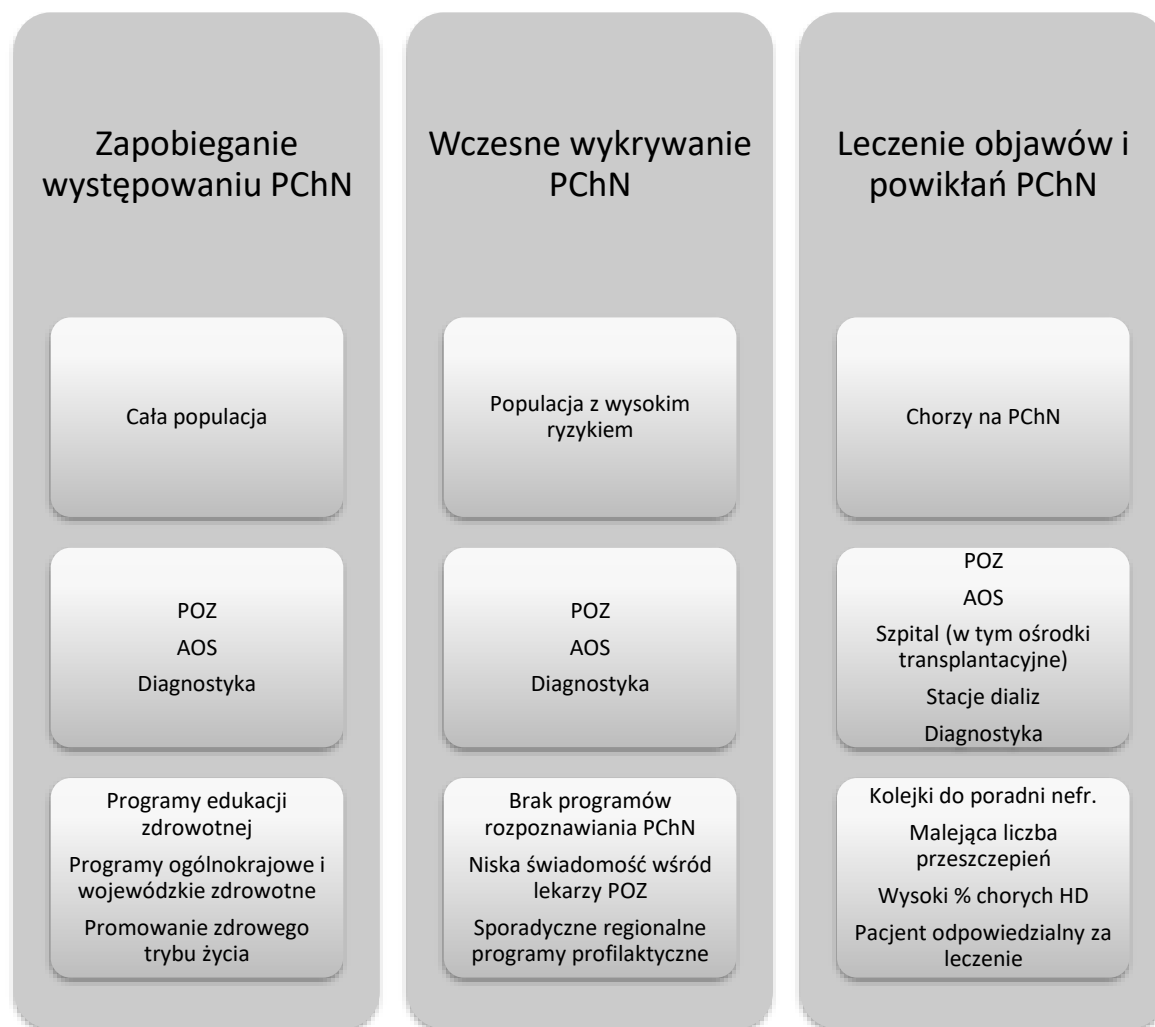 Zapobieganie
występowaniu PChN
Cała populacja
POZ
AOS
Diagnostyka
Programy edukacji
zdrowotnej
Programy ogólnokrajowe i
wojewódzkie zdrowotne
Promowanie zdrowego
trybu życia
Wczesne wykrywanie
PChN
Populacja z wysokim
ryzykiem
POZ
AOS
Diagnostyka
Brak programów
rozpoznawania PChN
Niska świadomość wśród
lekarzy POZ
Sporadyczne regionalne
programy profilaktyczne
Leczenie objawów i
powikłań PChN
Chorzy na PChN
POZ
AOS
Szpital (w tym ośrodki
transplantacyjne)
Stacje dializ
Diagnostyka
Kolejki do poradni nefr.
Malejąca liczba
przeszczepień
Wysoki % chorych HD
Pacjent odpowiedzialny za
leczenie